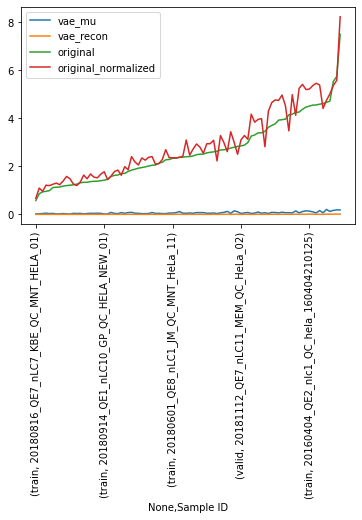 vae_mu
vae_recon
original
original_normalized
8
6
4
2
0
(train, 20180816_QE7_nLC7_KBE_QC_MNT_HELA_01)
(train, 20180914_QE1_nLC10_GP_QC_HELA_NEW_01)
(train, 20180601_QE8_nLC1_JM_QC_MNT_HeLa_11)
(valid, 20181112_QE7_nLC11_MEM_QC_HeLa_02)
(train, 20160404_QE2_nlc1_QC_hela_160404210125)
None,Sample ID